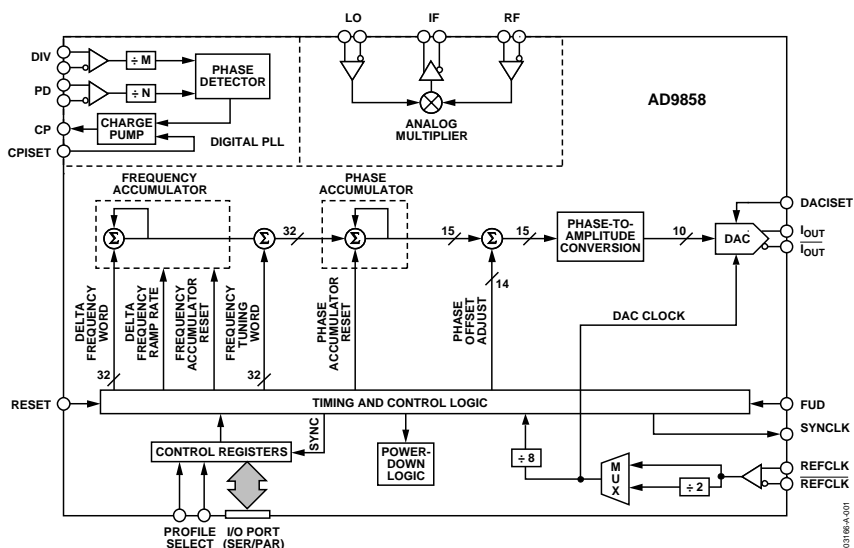 LO
IF
RF
DIV
÷ M
PD
÷ N
PHASE
DETECTOR
CP
CHARGE
PUMP
CPISET
DIGITAL PLL
ANALOG
MULTIPLIER
AD9858
FREQUENCY
ACCUMULATOR
PHASE
ACCUMULATOR
DACISET
Σ
Σ
32
Σ
15
Σ
15
PHASE-TO-
AMPLITUDE
CONVERSION
10
DAC
IOUT
IOUT
14
DELTA
FREQUENCY
WORD
DELTA
FREQUENCY
RAMP RATE
FREQUENCY
ACCUMULATOR
RESET
FREQUENCY
TUNING
WORD
PHASE
ACCUMULATOR
RESET
PHASE
OFFSET
ADJUST
DAC CLOCK
32
32
RESET
TIMING AND CONTROL LOGIC
FUD
SYNCLK
SYNC
CONTROL REGISTERS
POWER-
DOWN
LOGIC
÷ 8
MUX
÷ 2
REFCLK
REFCLK
PROFILE
SELECT
I/O PORT
(SER/PAR)
03166-A-001